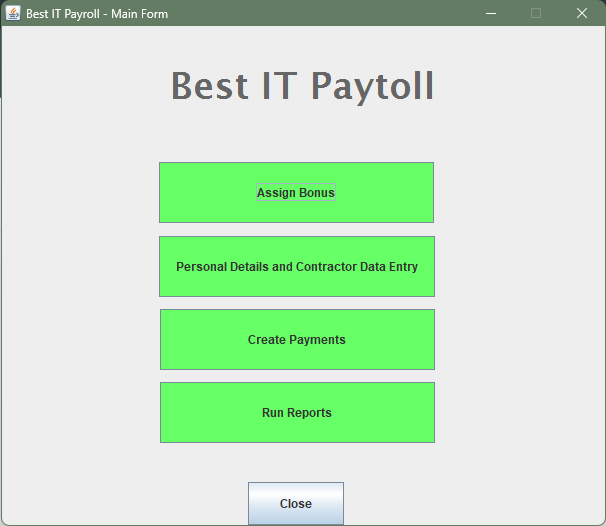 Best IT Payroll - Main Form
Best IT Paytoll
Assign Bonus
Personal Details and Contractor Data Entry
Create Payments
Run Reports
Close